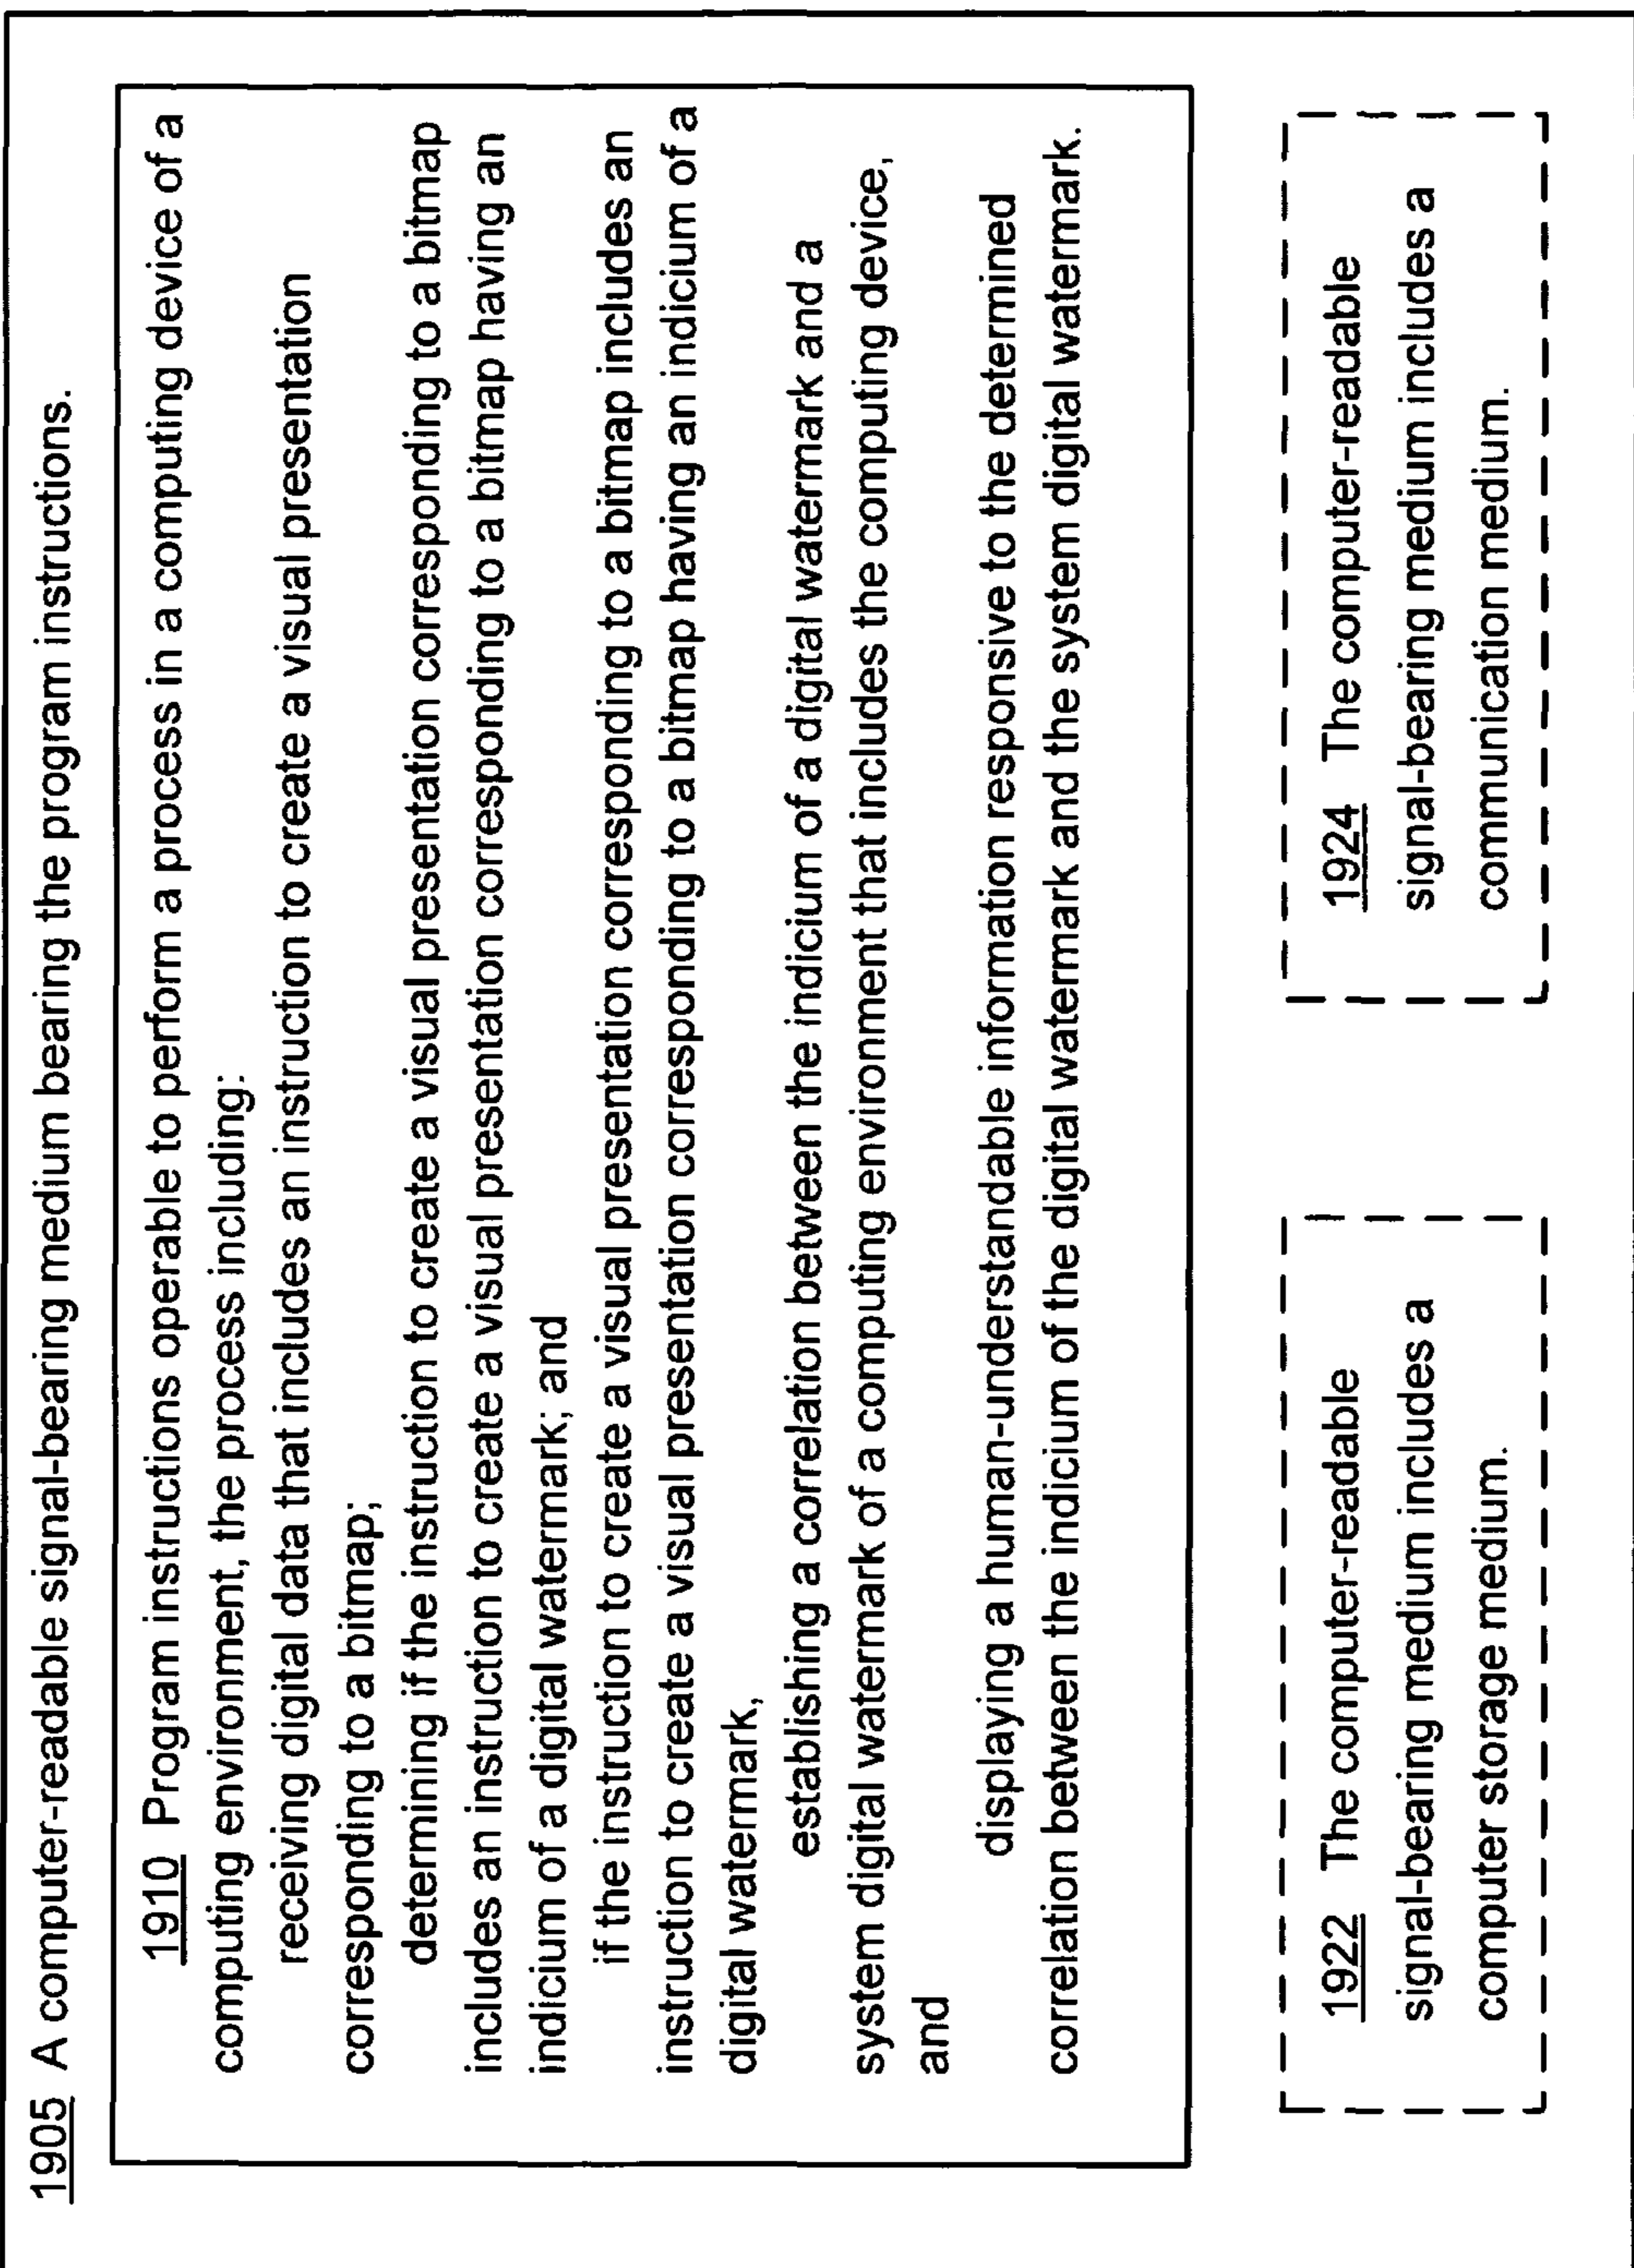 1905 A computer-readable signal-bearing medium bearing the program instructions.
1910 Program instructions operable to perform a process in a computing device of a
computing environment, the process including:
receiving digital data that includes an instruction to create a visual presentation
corresponding to a bitmap;
determining if the instruction to create a visual presentation corresponding to a bitmap
includes an instruction to create a visual presentation corresponding to a bitmap having an
indicium of a digital watermark; and
if the instruction to create a visual presentation corresponding to a bitmap includes an
instruction to create a visual presentation corresponding to a bitmap having an indicium of a
digital watermark,
establishing a correlation between the indicium of a digital watermark and a
system digital watermark of a computing environment that includes the computing device,
and
displaying a human-understandable information responsive to the determined
correlation between the indicium of the digital watermark and the system digital watermark.
1922 The computer-readable
signal-bearing medium includes a
computer storage medium.
1924 The computer-readable
signal-bearing medium includes a
communication medium.